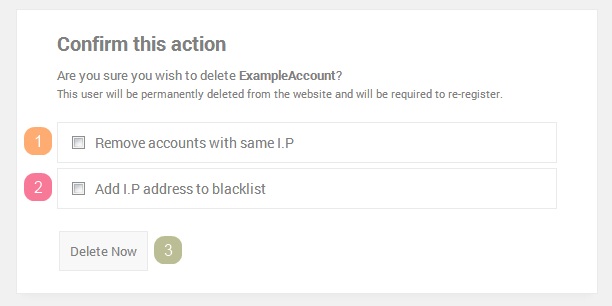 Confirm this action
Are you sure you wish to delete ExampleAccount?
This user will be permanently deleted from the website and will be required to re-register.
1 Remove accounts with same I.P
2 Add I.P address to blacklist
Delete Now 3